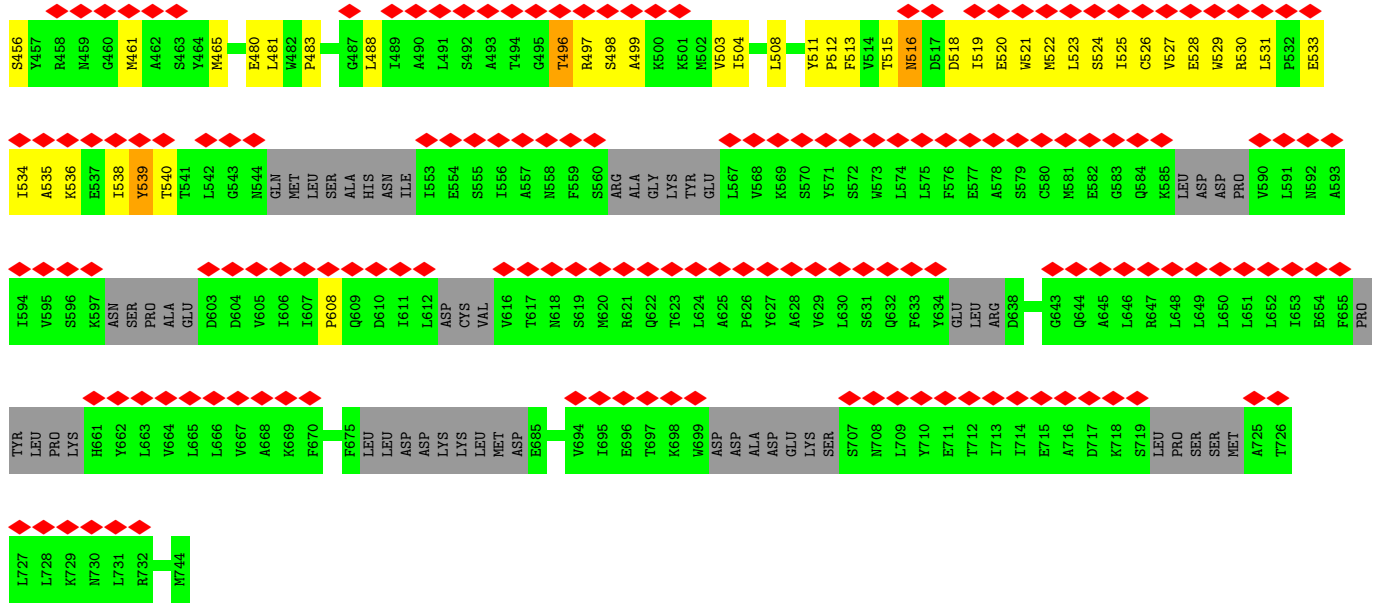 S456 Y457 R458 N459 G460 M461 A462 S463 Y464 M465 E480 L481 W482 P483 G487 L488 I489 A490 L491 S492 A493 T494 G495 T496 R497 S498 A499 K500 K501 M502 V503 I504 L508 Y511 P512 F513 V514 T515 N516 D517 D518 I519 E520 W521 M522 L523 S524 I525 C526 V527 E528 W529 R530 L531 P532 E533
I534 A535 K536 E537 I538 Y539 T540 T541 L542 G543 N544 GLN MET LEU SER ALA HIS ASN ILE I553 E554 S555 I556 A557 N558 F559 S560 ARG ALA GLY LYS TYR GLU L567 V568 K569 S570 Y571 S572 W573 L574 L575 F576 E577 A578 S579 C580 M581 E582 G583 Q584 K585 LEU ASP ASP PRO V590 L591 N592 A593
I594 V595 S596 K597 ASN SER PRO ALA GLU D603 D604 V605 I606 I607 P608 Q609 D610 I611 L612 ASP CYS VAL V616 T617 N618 S619 M620 R621 Q622 T623 L624 A625 P626 Y627 A628 V629 L630 S631 Q632 F633 Y634 GLU LEU ARG D638 G643 Q644 A645 L646 R647 L648 L649 L650 L651 L652 I653 E654 F655 PRO
TYR LEU PRO LYS H661 Y662 L663 V664 L665 L666 V667 A668 K669 F670 F675 LEU LEU ASP ASP LYS LYS LEU MET ASP E685 V694 I695 E696 T697 K698 W699 ASP ASP ALA ASP GLU LYS SER S707 N708 L709 Y710 E711 T712 I713 I714 E715 A716 D717 K718 S719 LEU PRO SER SER MET A725 T726
L727 L728 K729 N730 L731 R732 M744